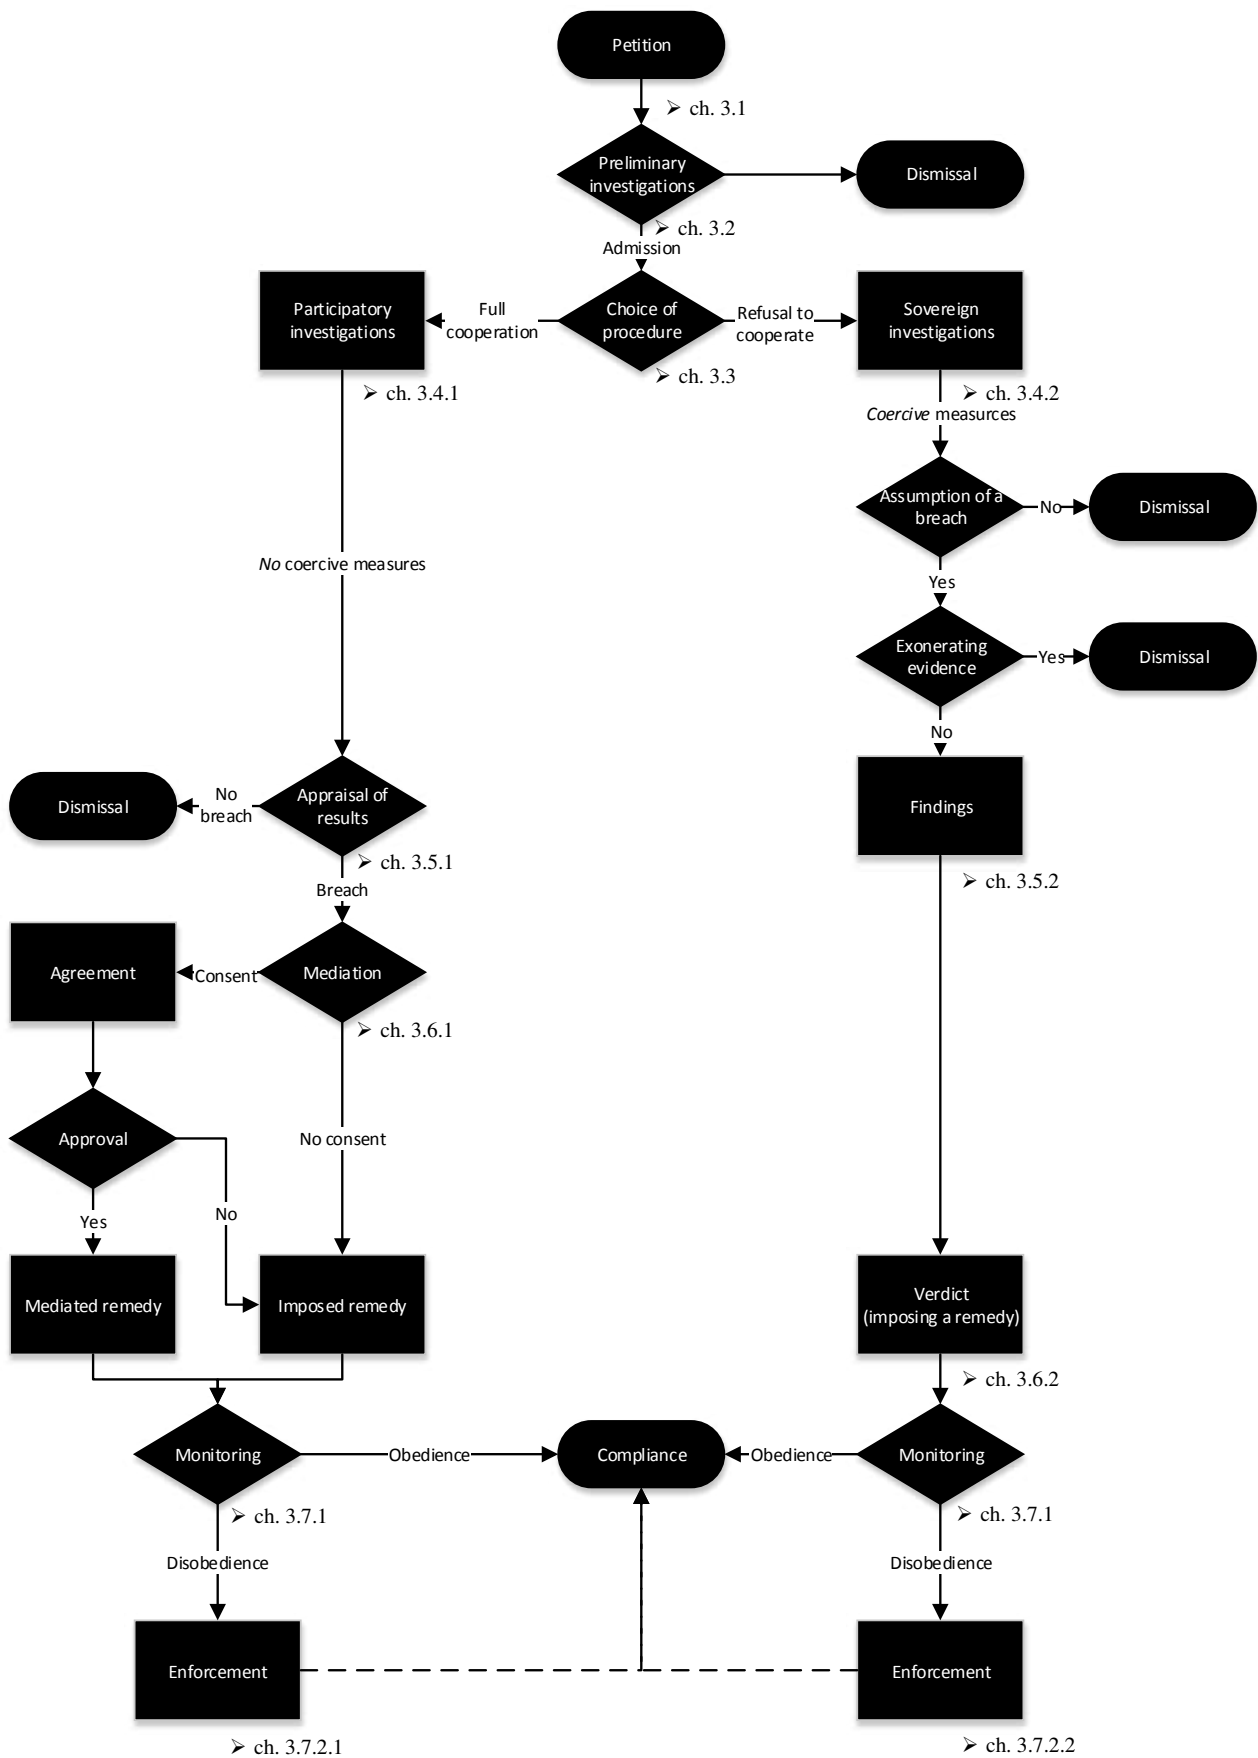 Petition
➢ ch. 3.1
Preliminary
investigations
Dismissal
➢ ch. 3.2
Admission
Participatory
investigations
Full
cooperation
Choice of
procedure
Refusal to
cooperate
Sovereign
investigations
➢ ch. 3.3
➢ ch. 3.4.1
➢ ch. 3.4.2
Coercive measurces
Assumption of a
breach
No
Dismissal
No coercive measures
Yes
Exonerating
evidence
Yes
Dismissal
No
Dismissal
No
breach
Appraisal of
results
Findings
➢ ch. 3.5.1
➢ ch. 3.5.2
Breach
Agreement
Consent
Mediation
➢ ch. 3.6.1
Approval
No consent
Yes
No
Mediated remedy
Imposed remedy
Verdict
(imposing a remedy)
➢ ch. 3.6.2
Monitoring
Obedience
Compliance
Obedience
Monitoring
➢ ch. 3.7.1
➢ ch. 3.7.1
Disobedience
Disobedience
Enforcement
Enforcement
➢ ch. 3.7.2.1
➢ ch. 3.7.2.2